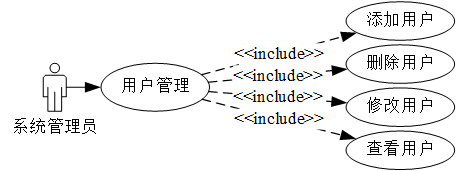 添加用户
<<include>>
删除用户
<<include>>
用户管理
<<include>>
修改用户
<<include>>
系统管理员
查看用户